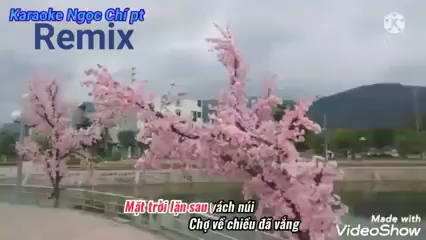 Karaoke Ngọc Chí pt
Remix
Mặt trời lặn sau vách núi
Chợ về chiều đã vắng
Made with
VideoShow